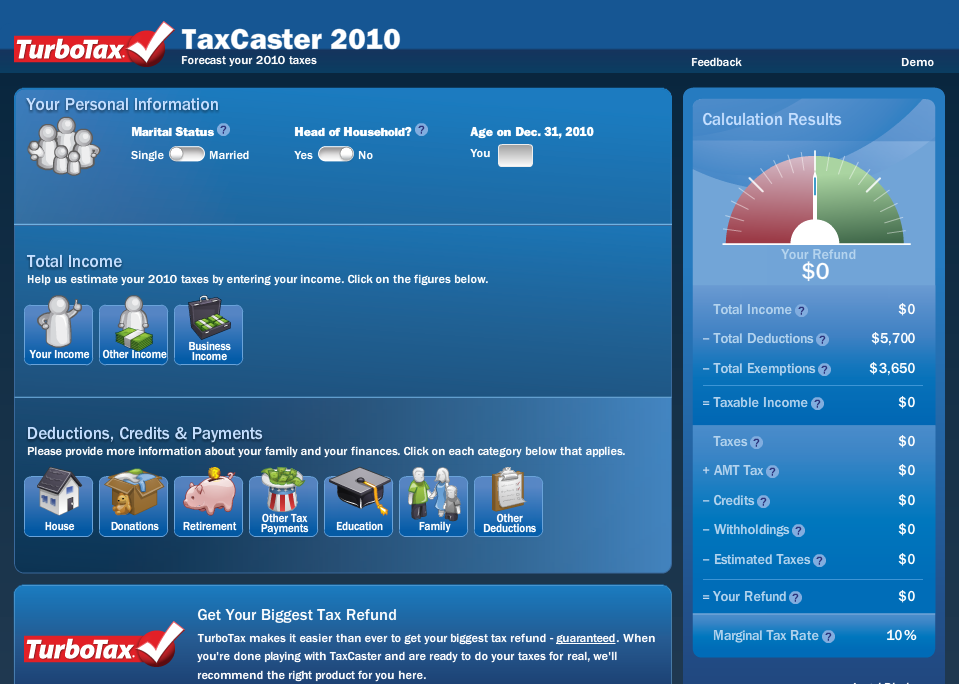 TurboTax
TaxCaster 2010
Forecast your 2010 taxes
Feedback
Demo
Your Personal Information
Marital Status ?
Head of Household? ?
Age on Dec. 31, 2010
Single
Married
Yes
No
You
Total Income
Help us estimate your 2010 taxes by entering your income. Click on the figures below.
Your Income
Other Income
Business
Income
Deductions, Credits & Payments
Please provide more information about your family and your finances. Click on each category below that applies.
House
Donations
Retirement
Other Tax
Payments
Education
Family
Other
Deductions
TurboTax
Get Your Biggest Tax Refund
TurboTax makes it easier than ever to get your biggest tax refund - guaranteed. When
you're done playing with TaxCaster and are ready to do your taxes for real, we'll
recommend the right product for you here.
Calculation Results
Your Refund
$0
Total Income ? $0
– Total Deductions ? $5,700
– Total Exemptions ? $3,650
= Taxable Income ? $0
Taxes ? $0
+ AMT Tax ? $0
– Credits ? $0
– Withholdings ? $0
– Estimated Taxes ? $0
= Your Refund ? $0
Marginal Tax Rate ? 10%